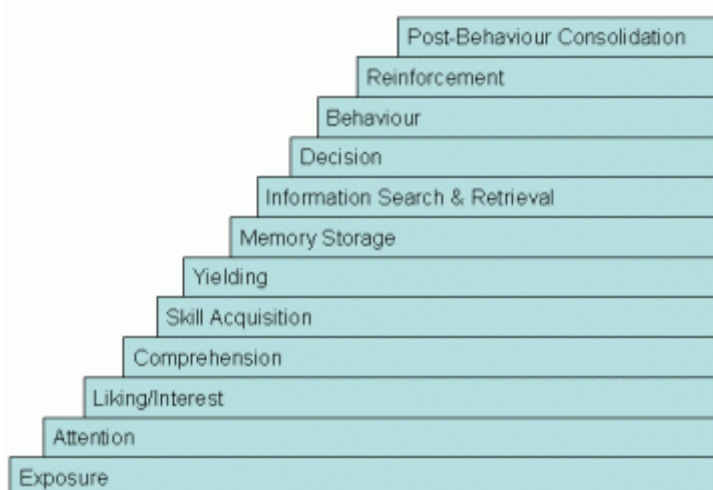 Post-Behaviour Consolidation
Reinforcement
Behaviour
Decision
Information Search & Retrieval
Memory Storage
Yielding
Skill Acquisition
Comprehension
Liking/Interest
Attention
Exposure